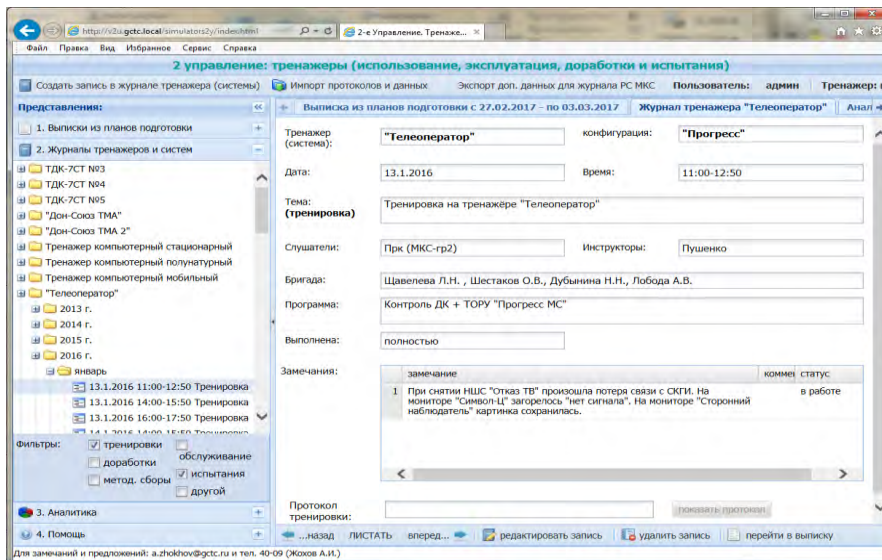 http://v2u.gctc.local/simulators2y/index.html
2-е Управление. Тренаже...
Файл Правка Вид Избранное Сервис Справка
2 управление: тренажеры (использование, эксплуатация, доработки и испытания)
Создать запись в журнале тренажера (системы) Импорт протоколов и данных Экспорт доп. данных для журнала РС МКС Пользователь: админ Тренажер:
Представления:
Выписка из планов подготовки с 27.02.2017 - по 03.03.2017 Журнал тренажера "Телеоператор" Анал
1. Выписки из планов подготовки
2. Журналы тренажеров и систем
ТДК-7СТ №3
ТДК-7СТ №4
ТДК-7СТ №5
"Дон-Союз ТМА"
"Дон-Союз ТМА 2"
Тренажер компьютерный стационарный
Тренажер компьютерный полунатурный
Тренажер компьютерный мобильный
"Телеоператор"
2013 г.
2014 г.
2015 г.
2016 г.
январь
13.1.2016 11:00-12:50 Тренировка
13.1.2016 14:00-15:50 Тренировка
13.1.2016 16:00-17:50 Тренировка
14.1.2016 14:00-15:50 Тренировка
Фильтры:
тренировки
обслуживание
доработки
испытания
метод. сборы
другой
3. Аналитика
4. Помощь
Тренажер (система): "Телеоператор" конфигурация: "Прогресс"
Дата: 13.1.2016 Время: 11:00-12:50
Тема: (тренировка) Тренировка на тренажёре "Телеоператор"
Слушатели: Прк (МКС-гр2) Инструкторы: Пушенко
Бригада: Щавелева Л.Н. , Шестаков О.В., Дубынина Н.Н., Лобода А.В.
Программа: Контроль ДК + ТОРУ "Прогресс МС"
Выполнена: полностью
Замечания:
замечание коммен статус
1 При снятии НШС "Отказ ТВ" произошла потеря связи с СКГИ. На в работе
мониторе "Символ-Ц" загорелось "нет сигнала". На мониторе "Сторонний
наблюдатель" картинка сохранилась.
Протокол тренировки: показать протокол
...назад ЛИСТАТЬ вперед... редактировать запись удалить запись перейти в выписку
Для замечаний и предложений: a.zhokhov@gctc.ru и тел. 40-09 (Жохов А.И.)